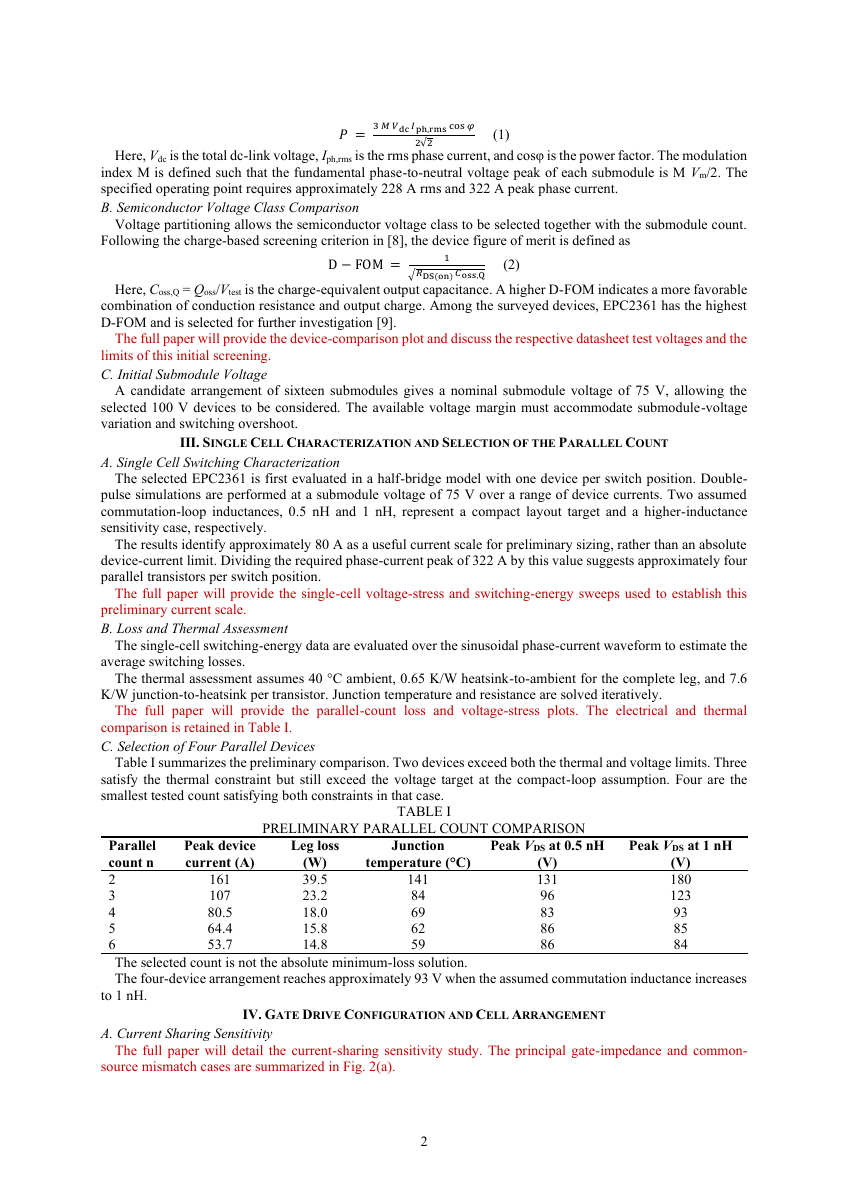 P = 3 M Vdc Iph,rms cos φ / 2√2 (1)
Here, Vdc is the total dc-link voltage, Iph,rms is the rms phase current, and cosφ is the power factor. The modulation
index M is defined such that the fundamental phase-to-neutral voltage peak of each submodule is M Vm/2. The
specified operating point requires approximately 228 A rms and 322 A peak phase current.
B. Semiconductor Voltage Class Comparison
Voltage partitioning allows the semiconductor voltage class to be selected together with the submodule count.
Following the charge-based screening criterion in [8], the device figure of merit is defined as
D − FOM = 1 / √RDS(on) Coss,Q (2)
Here, Coss,Q = Qoss/Vtest is the charge-equivalent output capacitance. A higher D-FOM indicates a more favorable
combination of conduction resistance and output charge. Among the surveyed devices, EPC2361 has the highest
D-FOM and is selected for further investigation [9].
The full paper will provide the device-comparison plot and discuss the respective datasheet test voltages and the
limits of this initial screening.
C. Initial Submodule Voltage
A candidate arrangement of sixteen submodules gives a nominal submodule voltage of 75 V, allowing the
selected 100 V devices to be considered. The available voltage margin must accommodate submodule-voltage
variation and switching overshoot.
III. SINGLE CELL CHARACTERIZATION AND SELECTION OF THE PARALLEL COUNT
A. Single Cell Switching Characterization
The selected EPC2361 is first evaluated in a half-bridge model with one device per switch position. Double-
pulse simulations are performed at a submodule voltage of 75 V over a range of device currents. Two assumed
commutation-loop inductances, 0.5 nH and 1 nH, represent a compact layout target and a higher-inductance
sensitivity case, respectively.
The results identify approximately 80 A as a useful current scale for preliminary sizing, rather than an absolute
device-current limit. Dividing the required phase-current peak of 322 A by this value suggests approximately four
parallel transistors per switch position.
The full paper will provide the single-cell voltage-stress and switching-energy sweeps used to establish this
preliminary current scale.
B. Loss and Thermal Assessment
The single-cell switching-energy data are evaluated over the sinusoidal phase-current waveform to estimate the
average switching losses.
The thermal assessment assumes 40 °C ambient, 0.65 K/W heatsink-to-ambient for the complete leg, and 7.6
K/W junction-to-heatsink per transistor. Junction temperature and resistance are solved iteratively.
The full paper will provide the parallel-count loss and voltage-stress plots. The electrical and thermal
comparison is retained in Table I.
C. Selection of Four Parallel Devices
Table I summarizes the preliminary comparison. Two devices exceed both the thermal and voltage limits. Three
satisfy the thermal constraint but still exceed the voltage target at the compact-loop assumption. Four are the
smallest tested count satisfying both constraints in that case.
TABLE I
PRELIMINARY PARALLEL COUNT COMPARISON
Parallel Peak device Leg loss Junction Peak VDS at 0.5 nH Peak VDS at 1 nH
count n current (A) (W) temperature (°C) (V) (V)
2 161 39.5 141 131 180
3 107 23.2 84 96 123
4 80.5 18.0 69 83 93
5 64.4 15.8 62 86 85
6 53.7 14.8 59 86 84
The selected count is not the absolute minimum-loss solution.
The four-device arrangement reaches approximately 93 V when the assumed commutation inductance increases
to 1 nH.
IV. GATE DRIVE CONFIGURATION AND CELL ARRANGEMENT
A. Current Sharing Sensitivity
The full paper will detail the current-sharing sensitivity study. The principal gate-impedance and common-
source mismatch cases are summarized in Fig. 2(a).
2